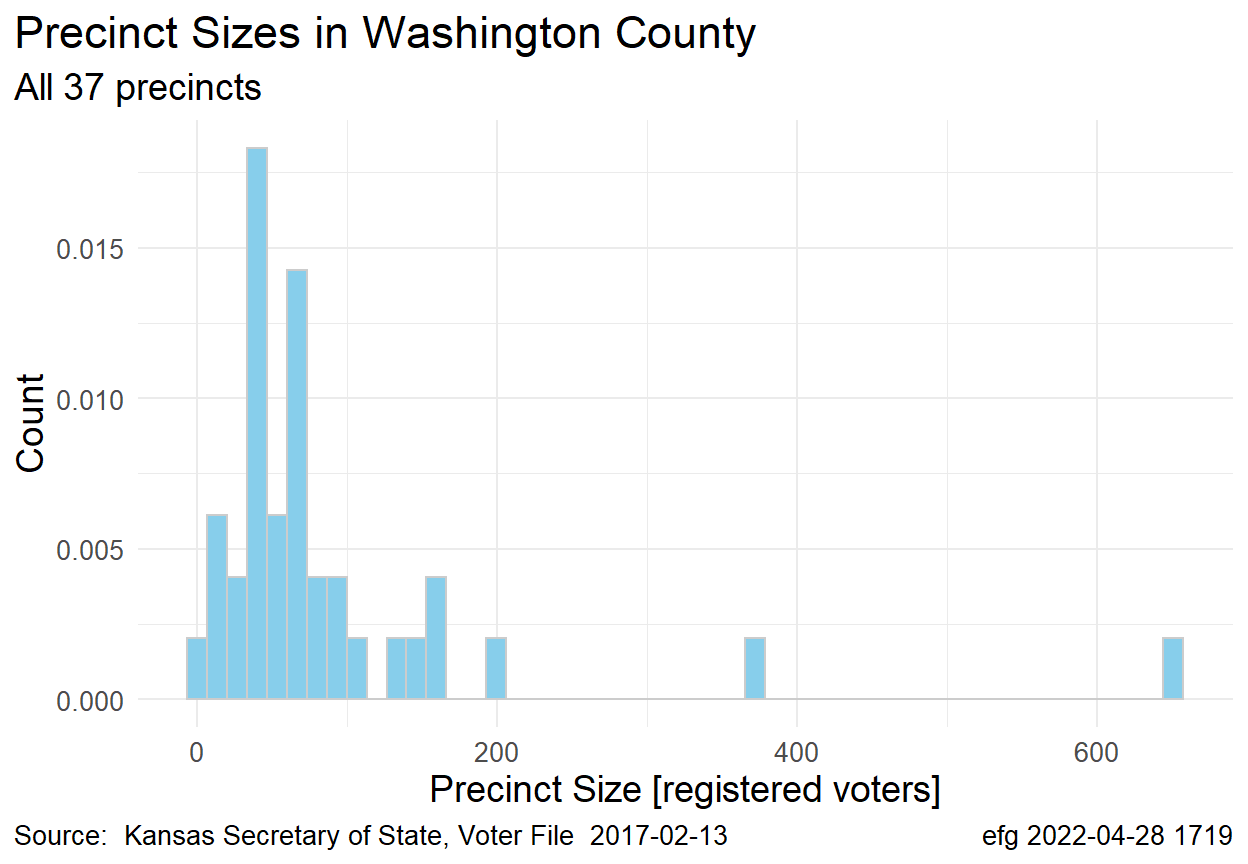 Precinct Sizes in Washington County
All 37 precincts
0.015
0.010
0.005
0.000
Count
0 200 400 600
Precinct Size [registered voters]
Source:  Kansas Secretary of State, Voter File  2017-02-13
efg 2022-04-28 1719